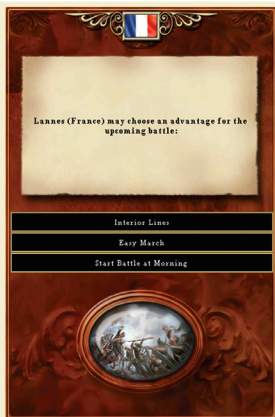 Lannes (France) may choose an advantage for the
upcoming battle:
Interior Lines
Easy March
Start Battle at Morning